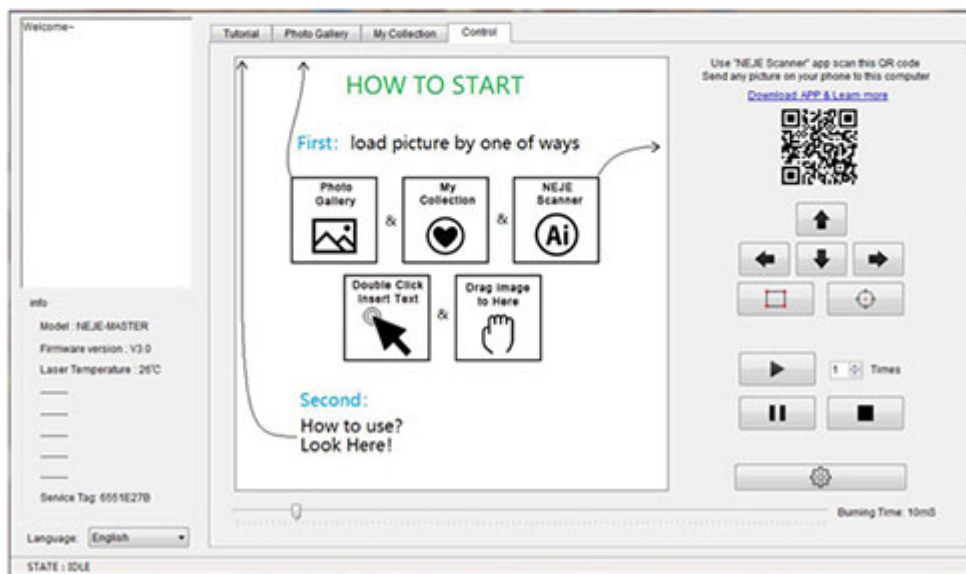 Welcome~
Tutorial
Photo Gallery
My Collection
Control
HOW TO START
First: load picture by one of ways
Photo
Gallery
&
My
Collection
&
NEJE
Scanner
Ai
Double Click
Insert Text
&
Drag image
to Here
Second:
How to use?
Look Here!
Use "NEJE Scanner" app scan this QR code
Send any picture on your phone to this computer
Download APP & Learn more
1 Times
Burning Time: 10mS
info
Model : NEJE-MASTER
Firmware version : V3.0
Laser Temperature : 26℃
Service Tag: 6551E27B
Language: English
STATE : IDLE